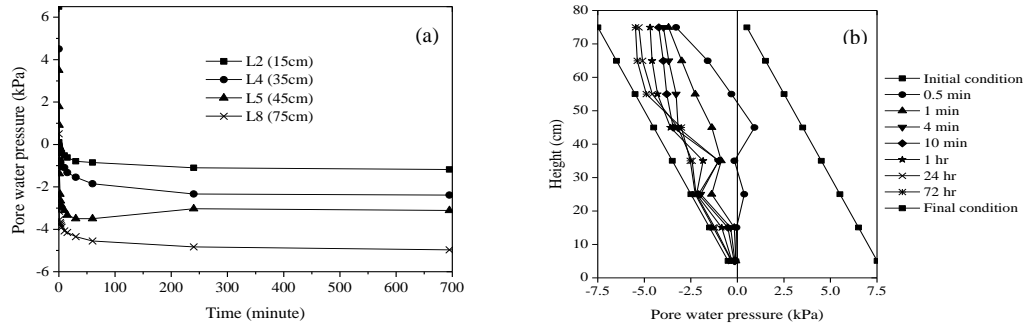 (a)
L2 (15cm)
L4 (35cm)
L5 (45cm)
L8 (75cm)
Pore water pressure (kPa)
6
4
2
0
-2
-4
-6
0 100 200 300 400 500 600 700
Time (minute)
(b)
Height (cm)
80
70
60
50
40
30
20
10
0
-7.5 -5.0 -2.5 0.0 2.5 5.0 7.5
Pore water pressure (kPa)
Initial condition
0.5 min
1 min
4 min
10 min
1 hr
24 hr
72 hr
Final condition